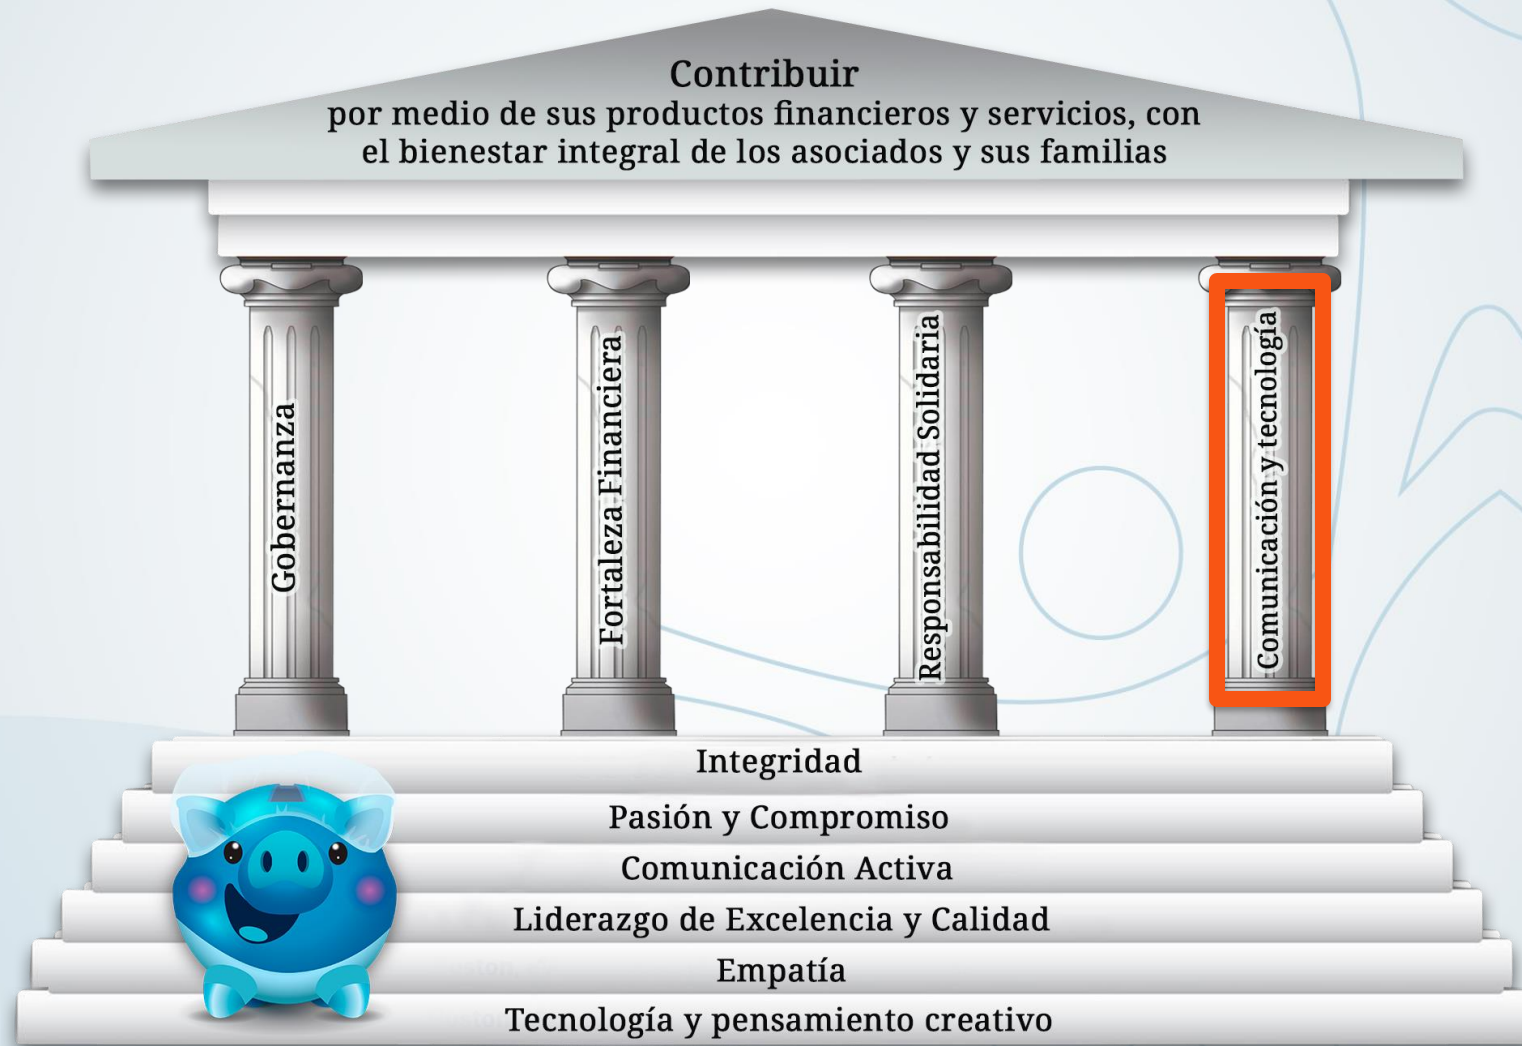 Contribuir
por medio de sus productos financieros y servicios, con
el bienestar integral de los asociados y sus familias
Gobernanza
Fortaleza Financiera
Responsabilidad Solidaria
Comunicación y tecnología
Integridad
Pasión y Compromiso
Comunicación Activa
Liderazgo de Excelencia y Calidad
Empatía
Tecnología y pensamiento creativo